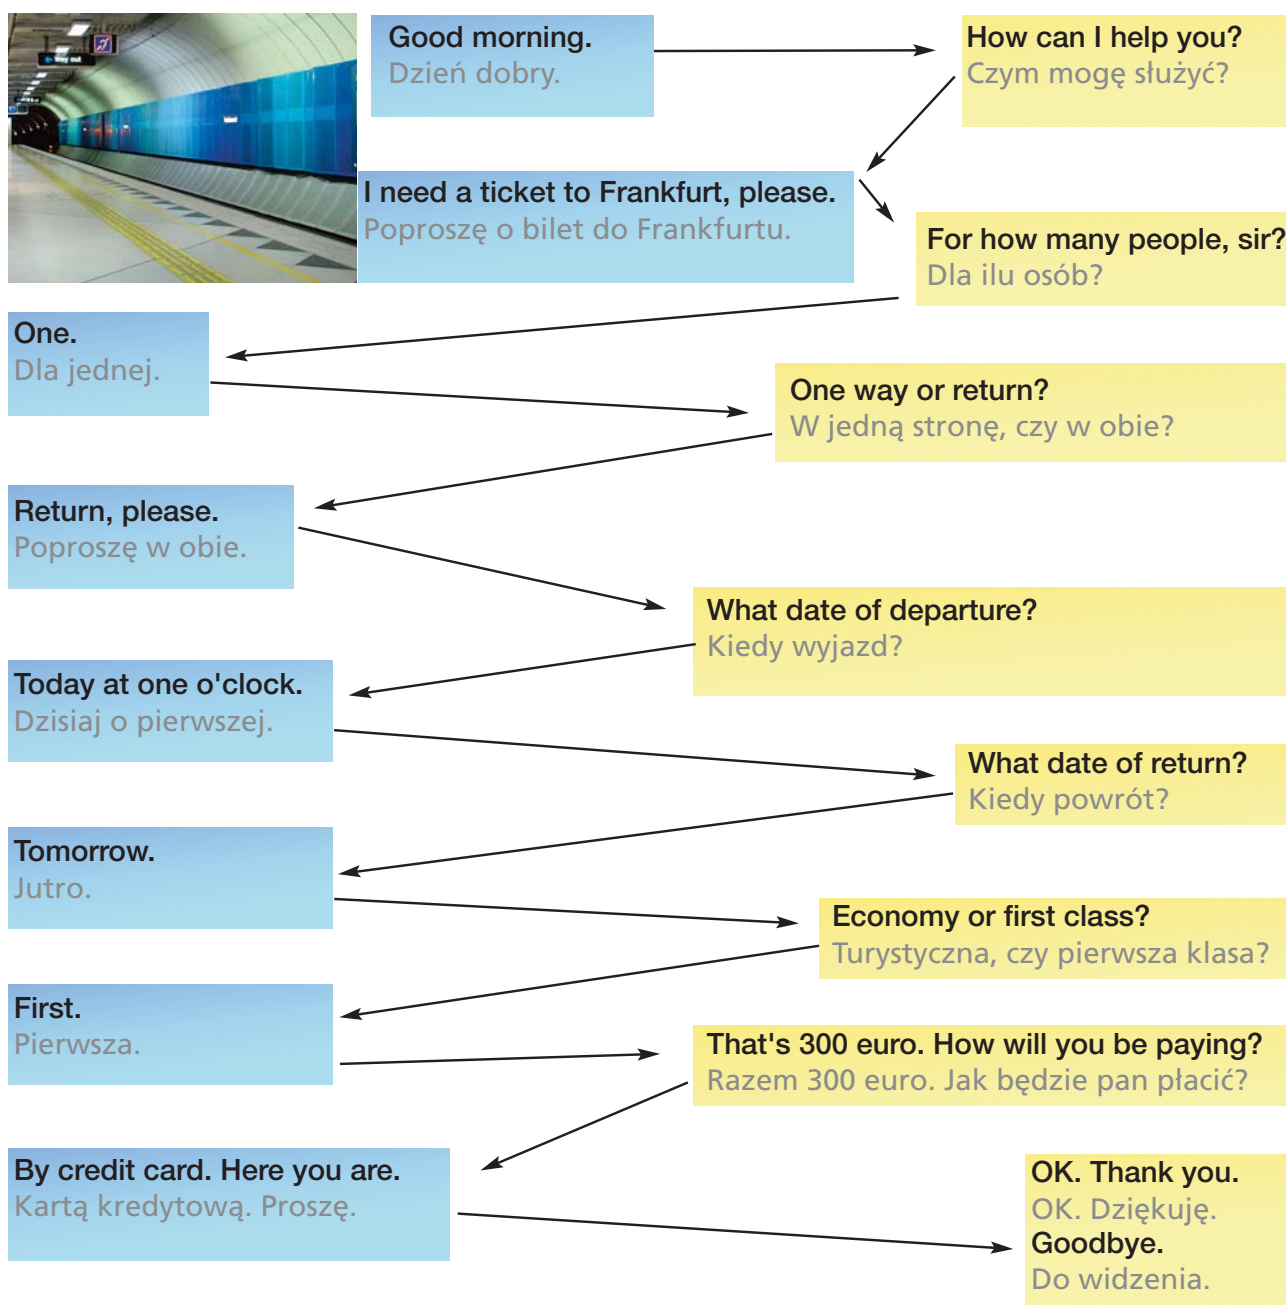 Way out
Good morning.
Dzień dobry.
How can I help you?
Czym mogę służyć?
I need a ticket to Frankfurt, please.
Poproszę o bilet do Frankfurtu.
For how many people, sir?
Dla ilu osób?
One.
Dla jednej.
One way or return?
W jedną stronę, czy w obie?
Return, please.
Poproszę w obie.
What date of departure?
Kiedy wyjazd?
Today at one o'clock.
Dzisiaj o pierwszej.
What date of return?
Kiedy powrót?
Tomorrow.
Jutro.
Economy or first class?
Turystyczna, czy pierwsza klasa?
First.
Pierwsza.
That's 300 euro. How will you be paying?
Razem 300 euro. Jak będzie pan płacić?
By credit card. Here you are.
Kartą kredytową. Proszę.
OK. Thank you.
OK. Dziękuję.
Goodbye.
Do widzenia.